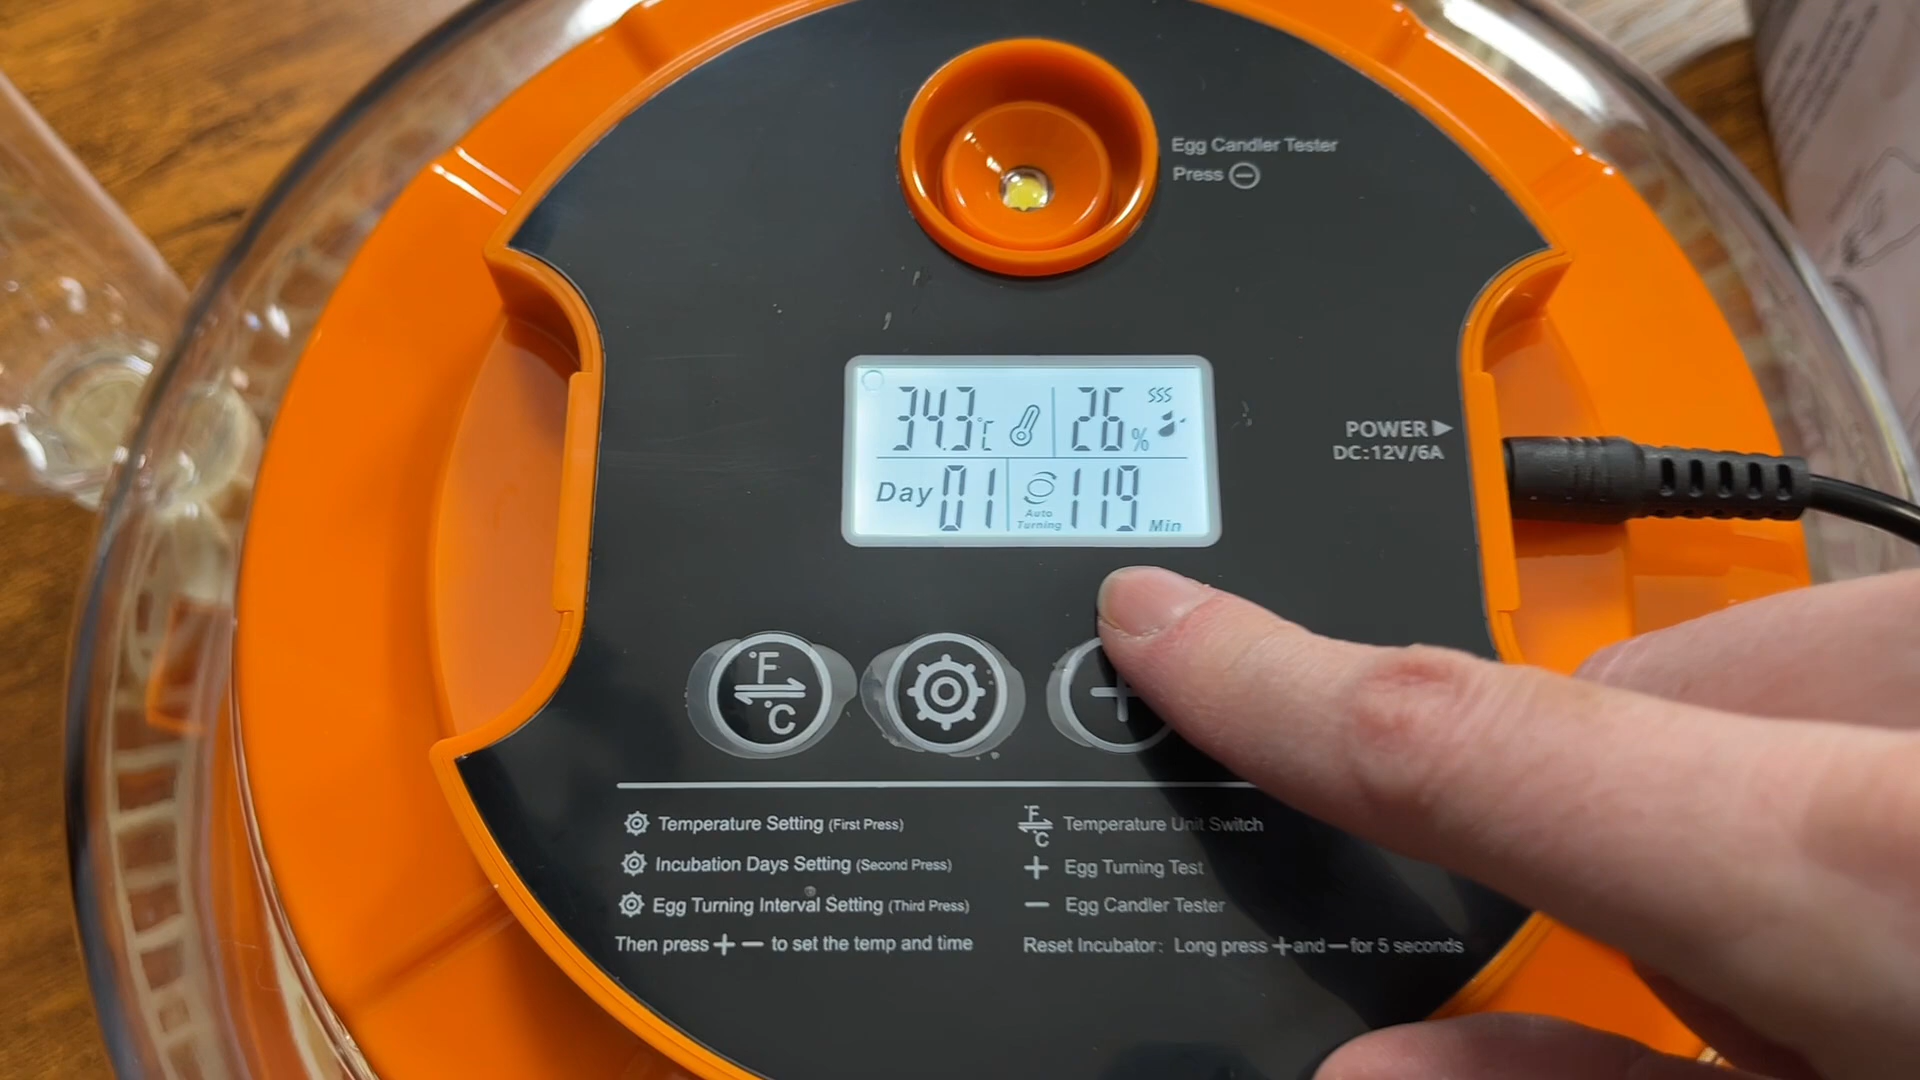 Egg Candler Tester
Press ⊖
34.3°C 26%
Day 01 Auto Turning 119 Min
POWER▶
DC:12V/6A
°F
°C
+
Temperature Setting (First Press)
Incubation Days Setting (Second Press)
Egg Turning Interval Setting (Third Press)
Then press + — to set the temp and time
°F °C Temperature Unit Switch
+ Egg Turning Test
— Egg Candler Tester
Reset Incubator: Long press + and — for 5 seconds